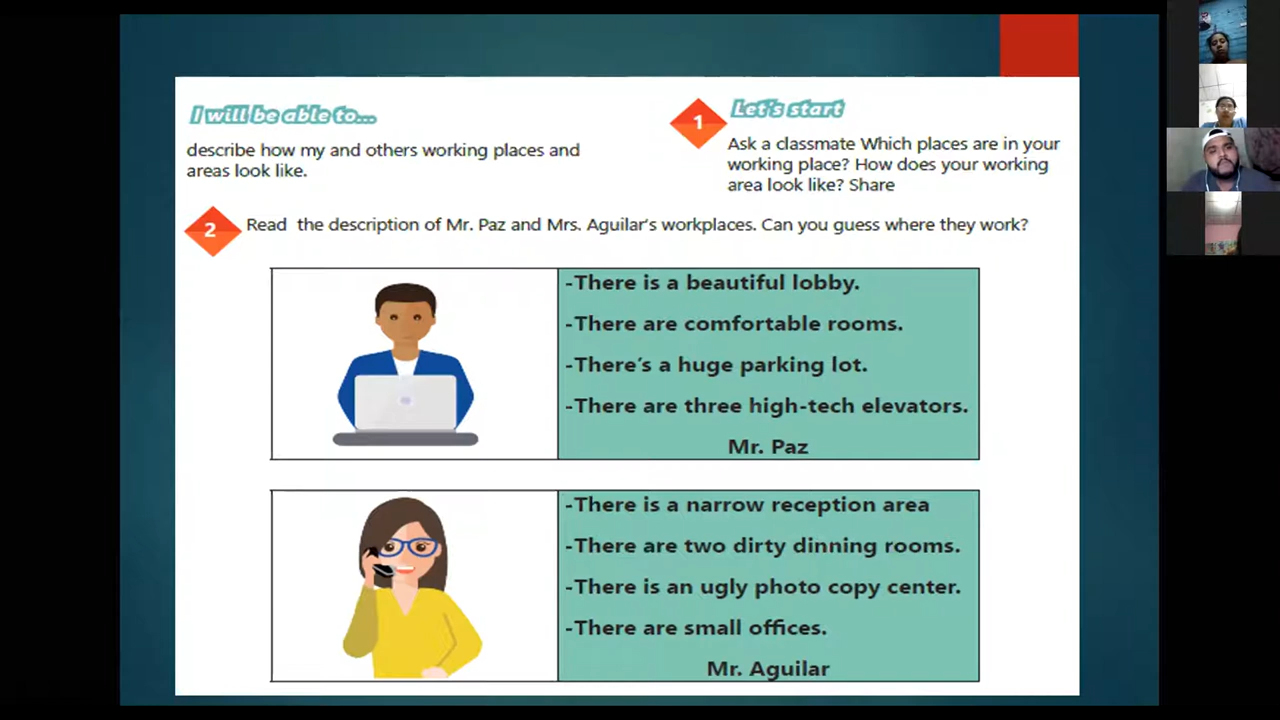 I will be able to...
describe how my and others working places and
areas look like.
1
Let's start
Ask a classmate Which places are in your
working place? How does your working
area look like? Share
2
Read the description of Mr. Paz and Mrs. Aguilar's workplaces. Can you guess where they work?
-There is a beautiful lobby.
-There are comfortable rooms.
-There's a huge parking lot.
-There are three high-tech elevators.
Mr. Paz
-There is a narrow reception area
-There are two dirty dinning rooms.
-There is an ugly photo copy center.
-There are small offices.
Mr. Aguilar